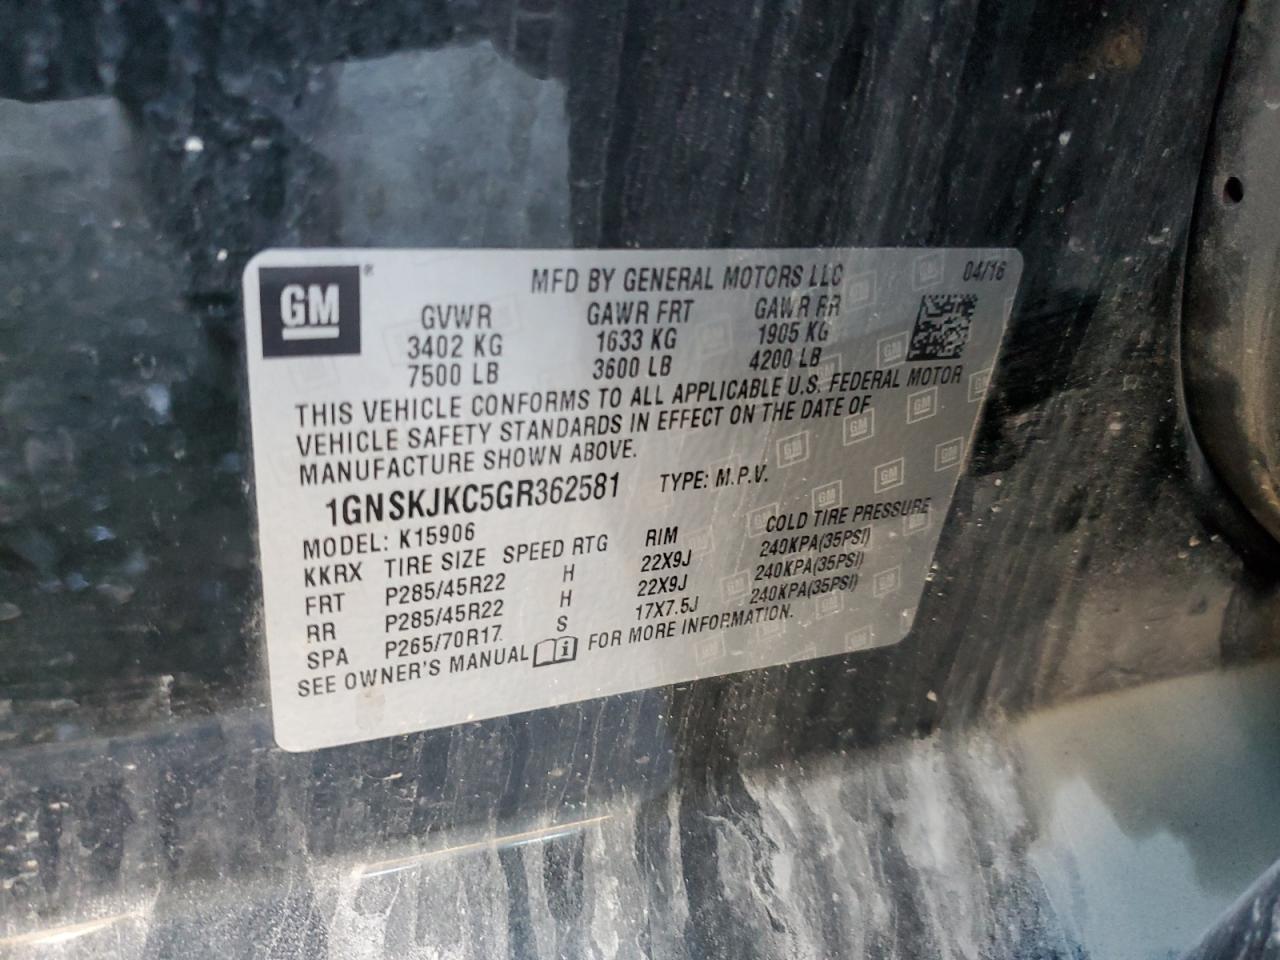 GM®
MFD BY GENERAL MOTORS LLC 04/16
GVWR GAWR FRT GAWR RR
3402 KG 1633 KG 1905 KG
7500 LB 3600 LB 4200 LB
THIS VEHICLE CONFORMS TO ALL APPLICABLE U.S. FEDERAL MOTOR
VEHICLE SAFETY STANDARDS IN EFFECT ON THE DATE OF
MANUFACTURE SHOWN ABOVE.
1GNSKJKC5GR362581 TYPE: M.P.V.
MODEL: K15906
KKRX TIRE SIZE SPEED RTG RIM COLD TIRE PRESSURE
FRT P285/45R22 H 22X9J 240KPA(35PSI)
RR P285/45R22 H 22X9J 240KPA(35PSI)
SPA P265/70R17 S 17X7.5J 240KPA(35PSI)
SEE OWNER'S MANUAL FOR MORE INFORMATION.